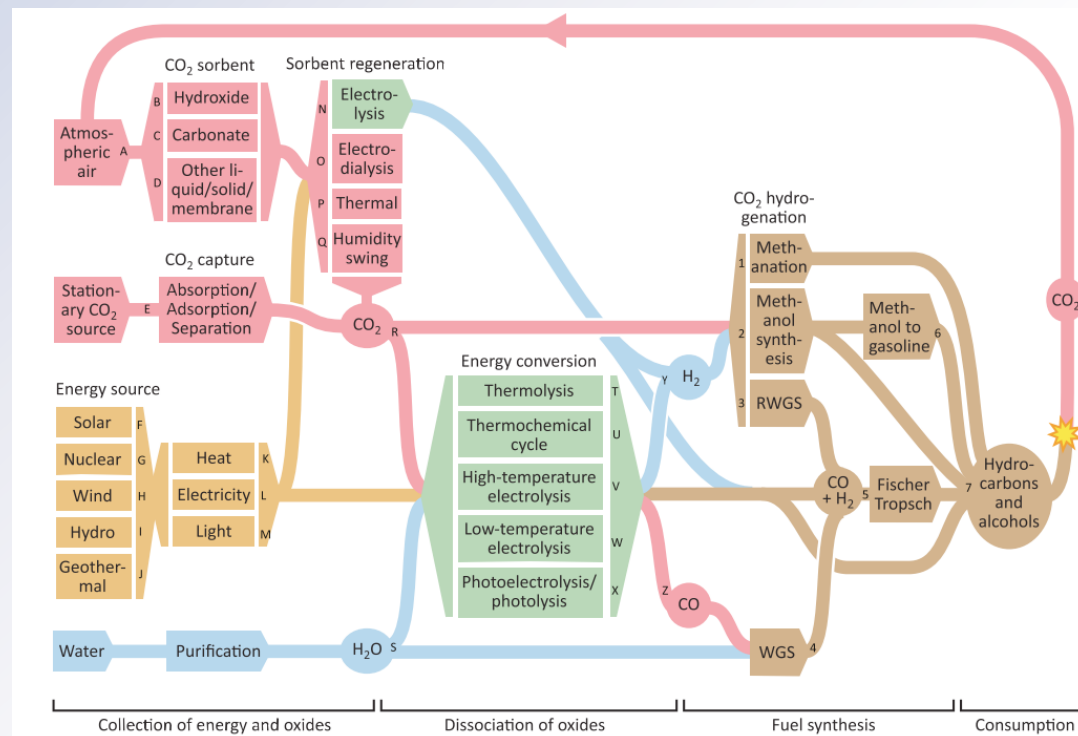 CO₂ sorbent
Sorbent regeneration
B
Hydroxide
C
Carbonate
D
Other li-
quid/solid/
membrane
Atmos-
pheric
air
A
N
Electro-
lysis
O
Electro-
dialysis
P
Thermal
Q
Humidity
swing
CO₂ capture
Station-
ary CO₂
source
E
Absorption/
Adsorption/
Separation
CO₂
R
Energy source
Solar
F
Nuclear
G
Wind
H
Hydro
I
Geother-
mal
J
Heat
K
Electricity
L
Light
M
Water
Purification
H₂O
S
Energy conversion
Thermolysis
T
Thermochemical
cycle
U
High-temperature
electrolysis
V
Low-temperature
electrolysis
W
Photoelectrolysis/
photolysis
X
Y
H₂
Z
CO
CO₂ hydro-
genation
1
Meth-
anation
2
Meth-
anol
synth-
esis
3
RWGS
Meth-
anol to
gasoline
6
CO
+ H₂
5
Fischer
Tropsch
WGS
4
7
Hydro-
carbons
and
alcohols
CO₂
Collection of energy and oxides
Dissociation of oxides
Fuel synthesis
Consumption